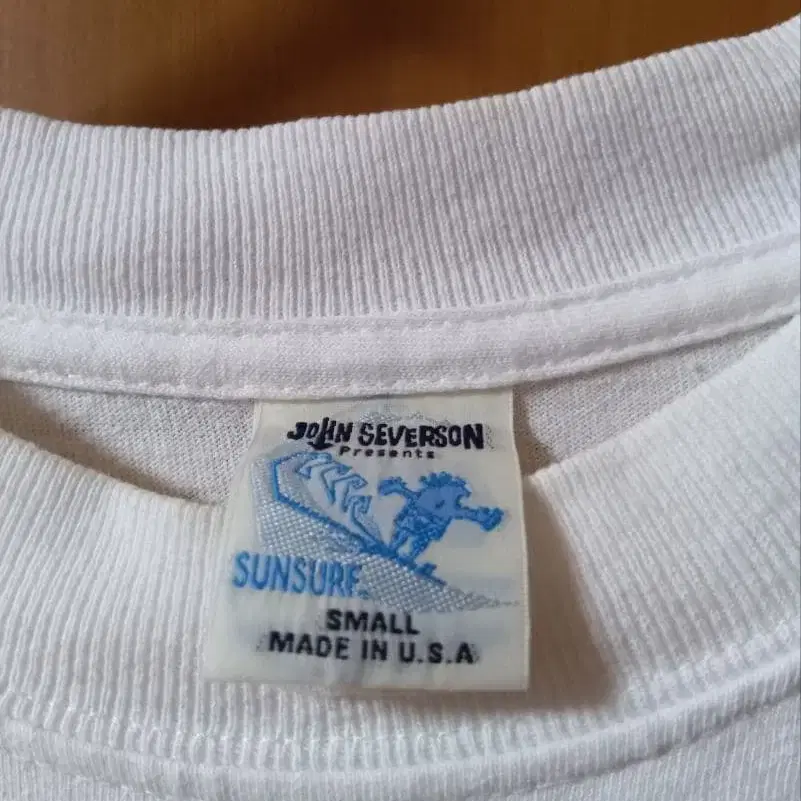 JOHN SEVERSON
Presents
SUNSURF
SMALL
MADE IN U.S.A